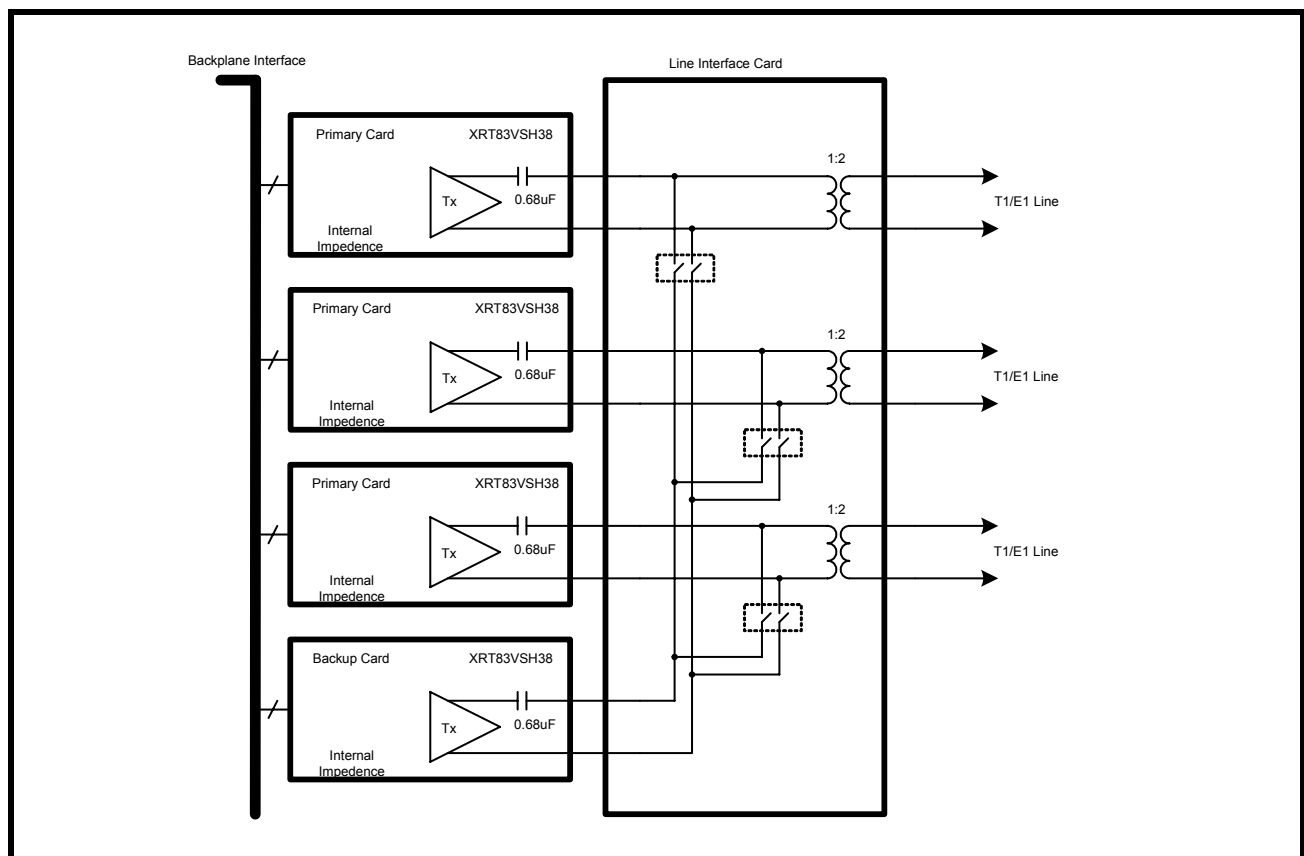 Backplane Interface
Line Interface Card
Primary Card XRT83VSH38
Tx
0.68uF
Internal
Impedence
1:2
T1/E1 Line
Primary Card XRT83VSH38
Tx
0.68uF
Internal
Impedence
1:2
T1/E1 Line
Primary Card XRT83VSH38
Tx
0.68uF
Internal
Impedence
1:2
T1/E1 Line
Backup Card XRT83VSH38
Tx
0.68uF
Internal
Impedence